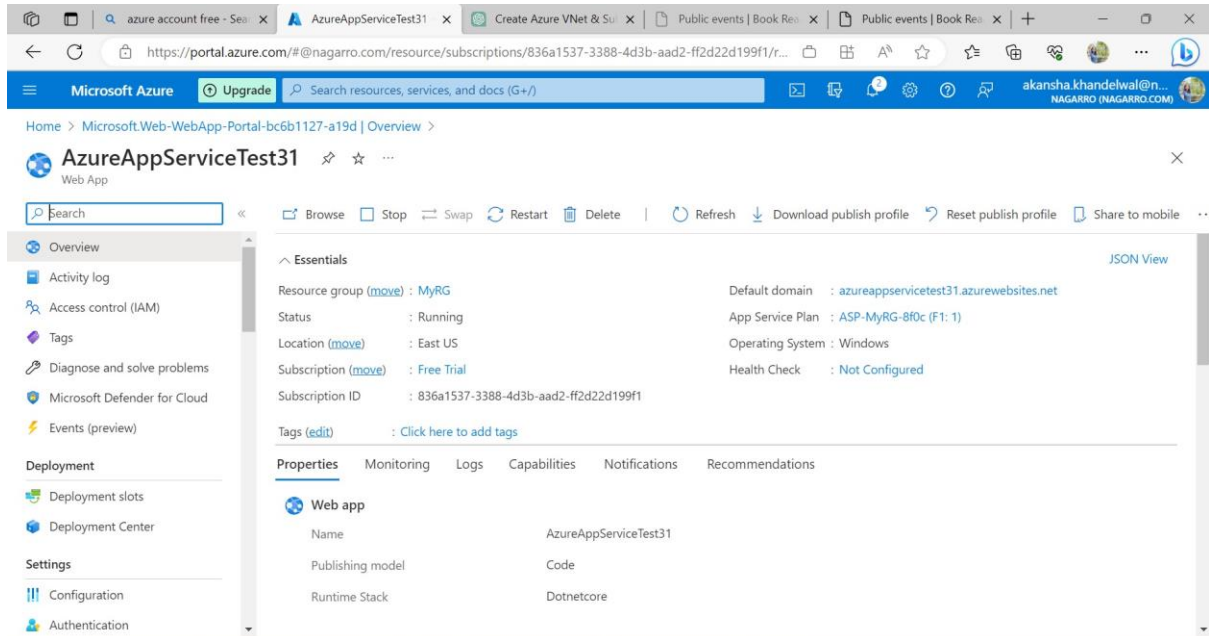 azure account free - Sea
AzureAppServiceTest31
Create Azure VNet & Su
Public events | Book Rea
Public events | Book Rea
https://portal.azure.com/#@nagarro.com/resource/subscriptions/836a1537-3388-4d3b-aad2-ff2d22d199f1/r...
Microsoft Azure
Upgrade
Search resources, services, and docs (G+/)
2
akansha.khandelwal@n...
NAGARRO (NAGARRO.COM)
Home > Microsoft.Web-WebApp-Portal-bc6b1127-a19d | Overview >
AzureAppServiceTest31
Web App
Search
Browse Stop Swap Restart Delete | Refresh Download publish profile Reset publish profile Share to mobile
Overview
Activity log
Access control (IAM)
Tags
Diagnose and solve problems
Microsoft Defender for Cloud
Events (preview)
Deployment
Deployment slots
Deployment Center
Settings
Configuration
Authentication
Essentials
JSON View
Resource group (move) : MyRG
Status : Running
Location (move) : East US
Subscription (move) : Free Trial
Subscription ID : 836a1537-3388-4d3b-aad2-ff2d22d199f1
Default domain : azureappservicetest31.azurewebsites.net
App Service Plan : ASP-MyRG-8f0c (F1: 1)
Operating System : Windows
Health Check : Not Configured
Tags (edit) : Click here to add tags
Properties Monitoring Logs Capabilities Notifications Recommendations
Web app
Name AzureAppServiceTest31
Publishing model Code
Runtime Stack Dotnetcore